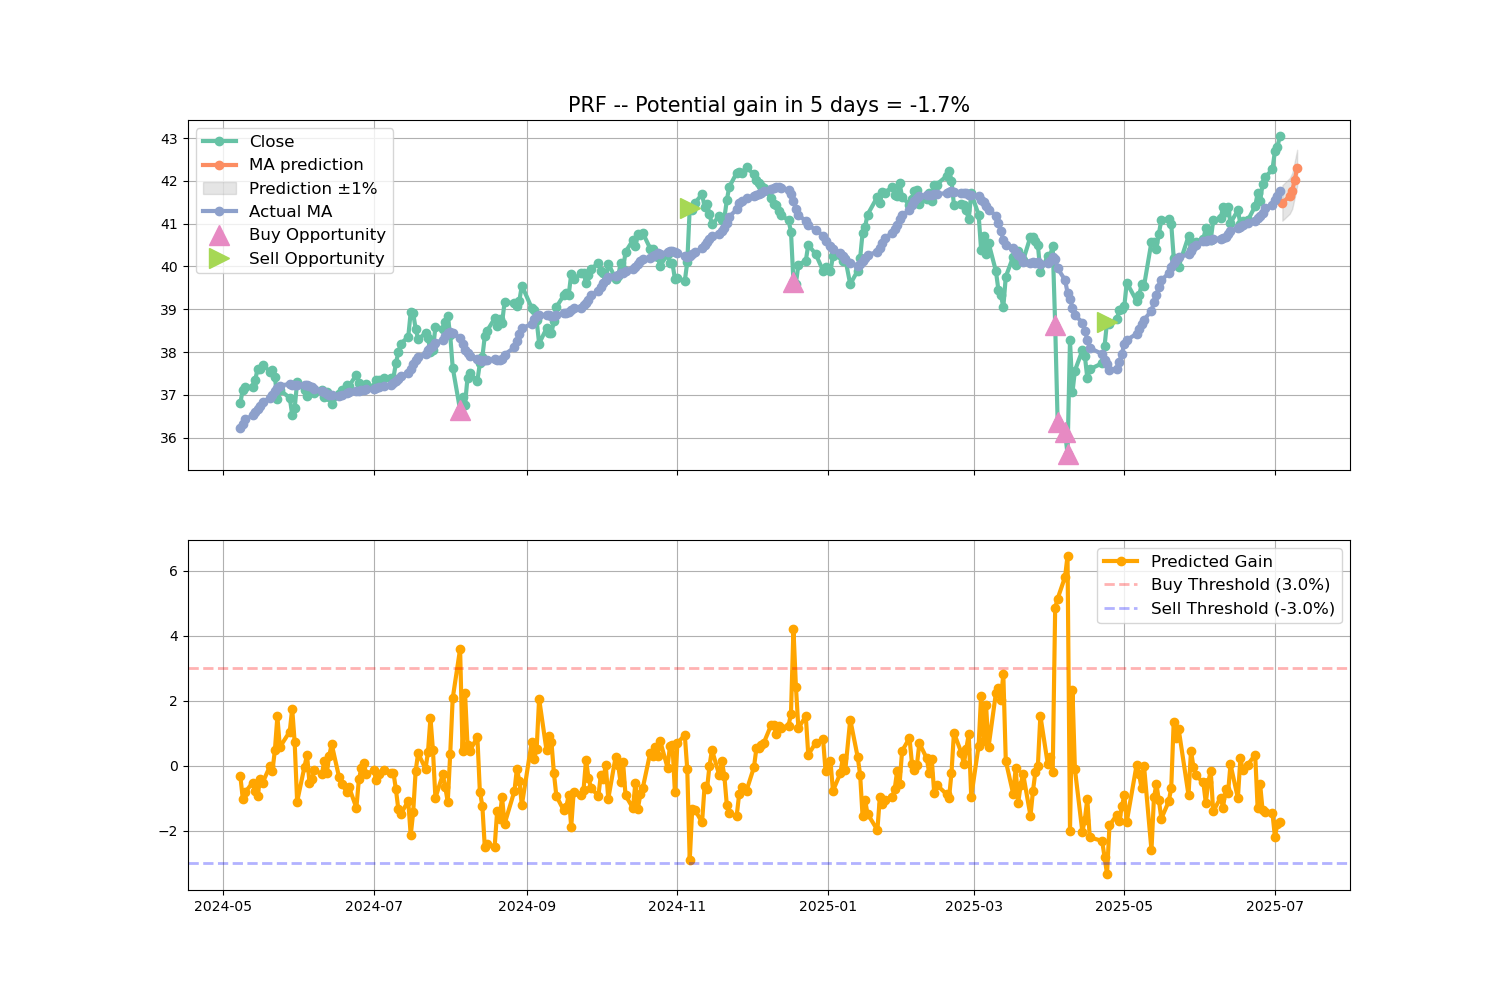 PRF -- Potential gain in 5 days = -1.7%
43
42
41
40
39
38
37
36
Close
MA prediction
Prediction ±1%
Actual MA
Buy Opportunity
Sell Opportunity
6
4
2
0
−2
Predicted Gain
Buy Threshold (3.0%)
Sell Threshold (-3.0%)
2024-05 2024-07 2024-09 2024-11 2025-01 2025-03 2025-05 2025-07